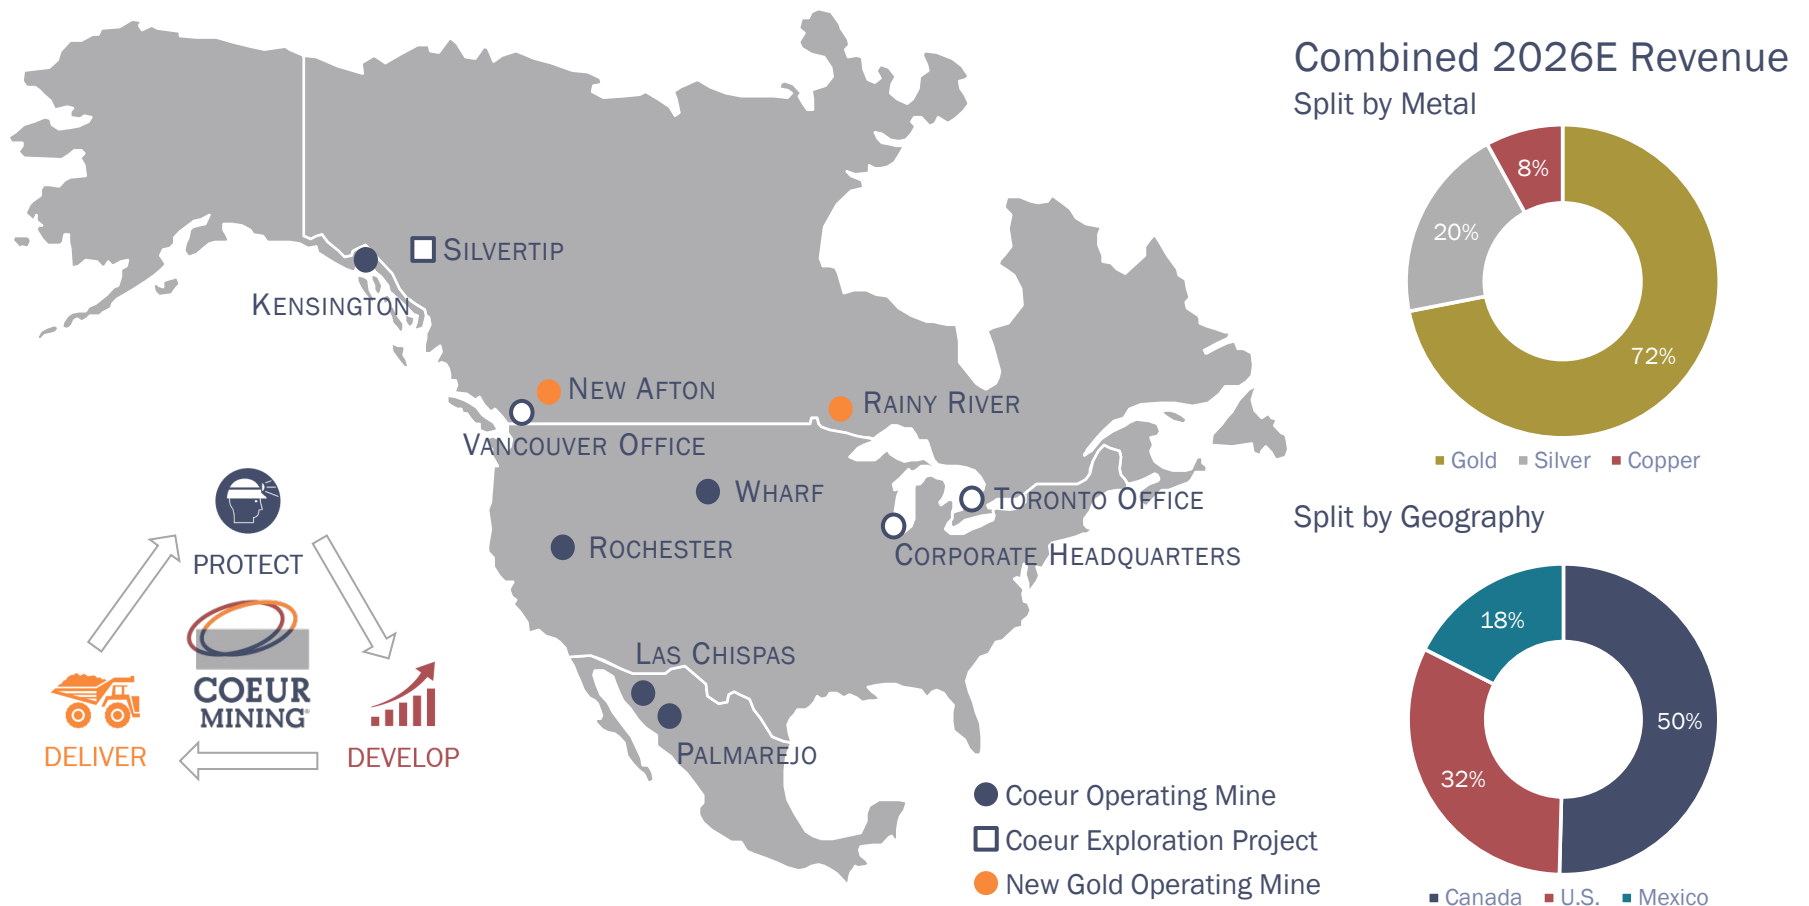 Combined 2026E Revenue
Split by Metal
8%
20%
72%
Gold Silver Copper
Split by Geography
18%
50%
32%
Canada U.S. Mexico
SILVERTIP
KENSINGTON
NEW AFTON
RAINY RIVER
VANCOUVER OFFICE
WHARF
TORONTO OFFICE
ROCHESTER
CORPORATE HEADQUARTERS
LAS CHISPAS
PALMAREJO
PROTECT
COEUR
MINING®
DELIVER
DEVELOP
Coeur Operating Mine
Coeur Exploration Project
New Gold Operating Mine